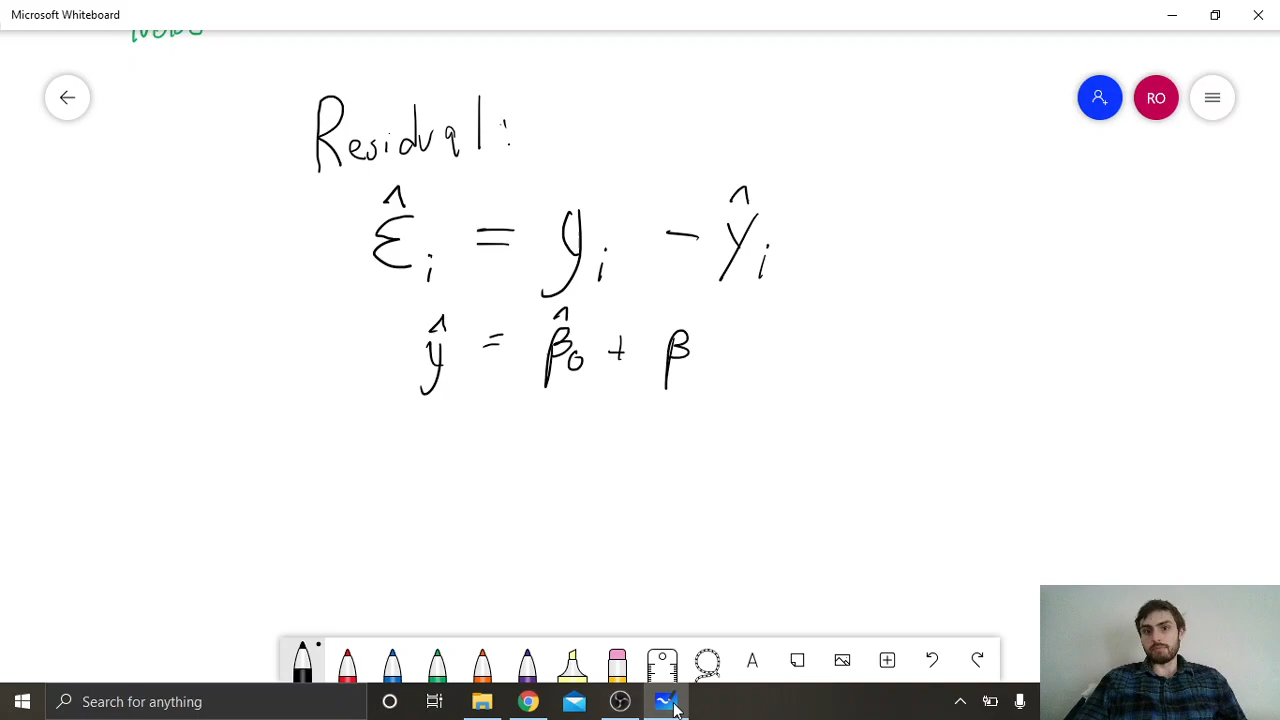 Microsoft Whiteboard
RO
Residual:
ε̂ᵢ = yᵢ - ŷᵢ
ŷ = β̂₀ + β
A
Search for anything